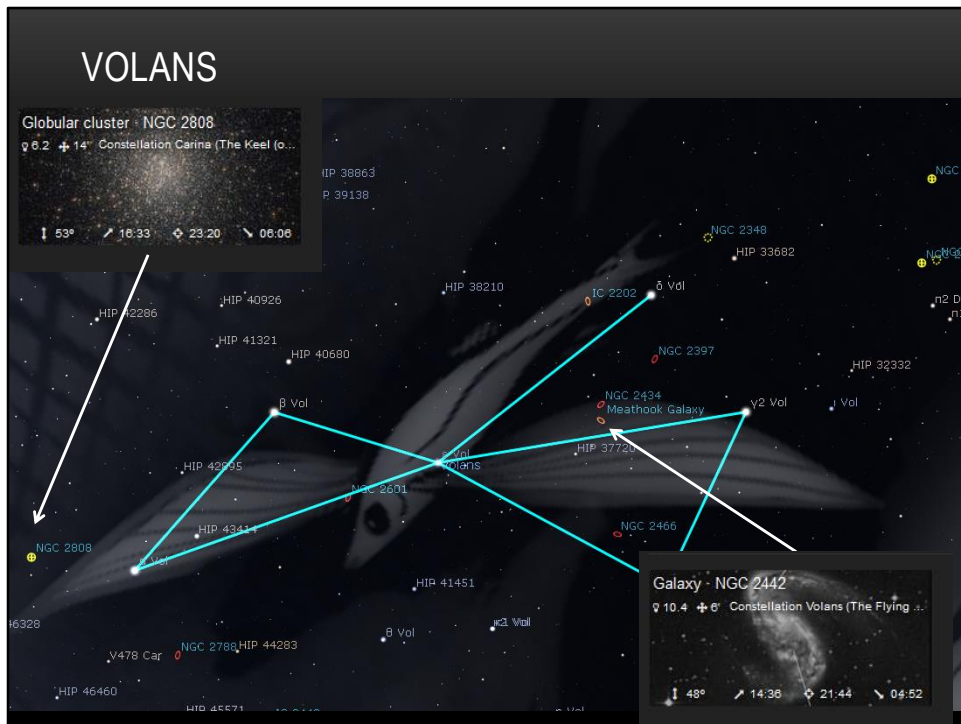 VOLANS
Globular cluster - NGC 2808
6.2 14' Constellation Carina (The Keel (o...
53° 16:33 23:20 06:06
HIP 38863
P 39138
NGC
NGC 2348
HIP 33682
HIP 38210
IC 2202
δ Vol
HIP 40926
HIP 42286
n2 D
HIP 41321
HIP 40680
NGC 2397
HIP 32332
NGC 2434
β Vol
Meathook Galaxy
γ2 Vol
ι Vol
HIP 37720
Volans
HIP 42695
NGC 2601
HIP 43414
NGC 2466
NGC 2808
α Vol
HIP 41451
Galaxy - NGC 2442
10.4 6' Constellation Volans (The Flying ...
46328
θ Vol
NGC 2788
HIP 44283
V478 Car
HIP 46460
48° 14:36 21:44 04:52
HIP 45571